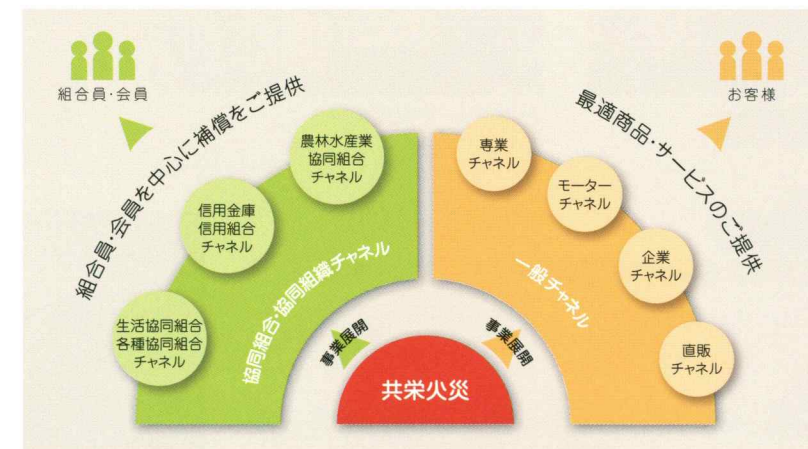 組合員・会員
お客様
組合員・会員を中心に補償をご提供
最適商品・サービスのご提供
農林水産業
協同組合
チャネル
信用金庫
信用組合
チャネル
生活協同組合
各種協同組合
チャネル
協同組合・協同組織チャネル
専業
チャネル
モーター
チャネル
企業
チャネル
直販
チャネル
一般チャネル
事業展開
事業展開
共栄火災